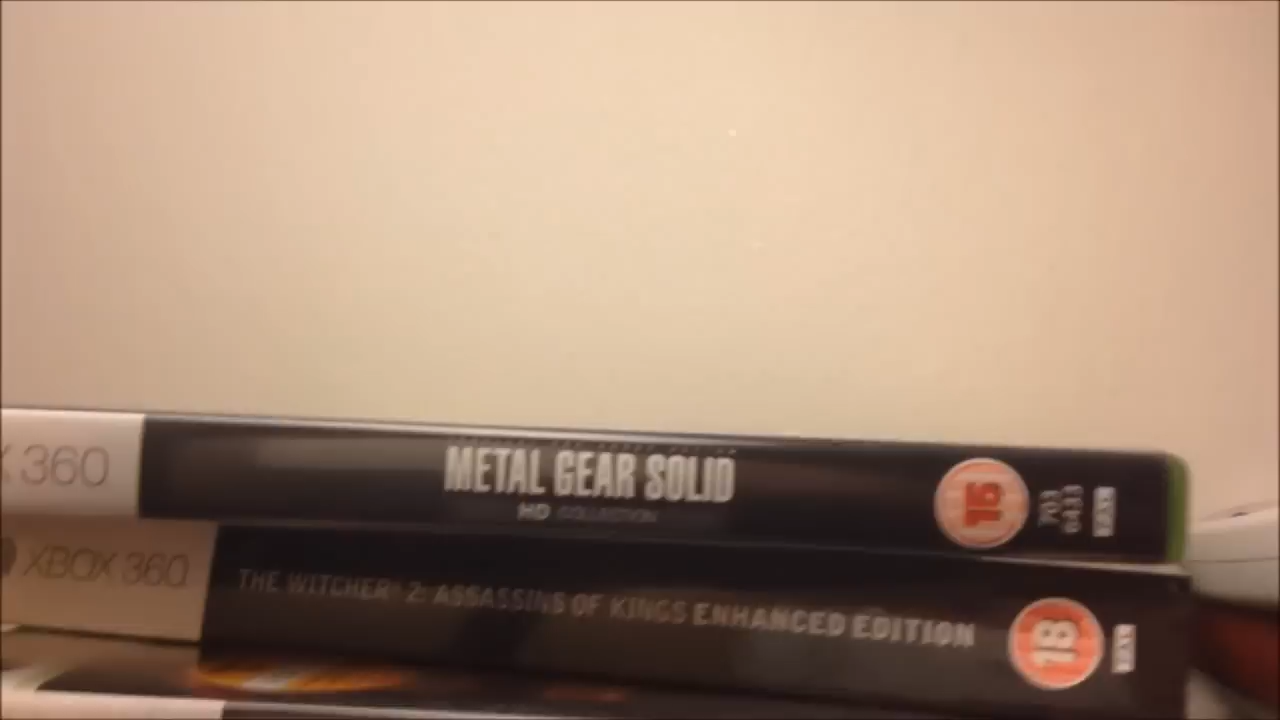 X 360
METAL GEAR SOLID
HD COLLECTION
15
XBOX 360
THE WITCHER 2: ASSASSINS OF KINGS ENHANCED EDITION
18